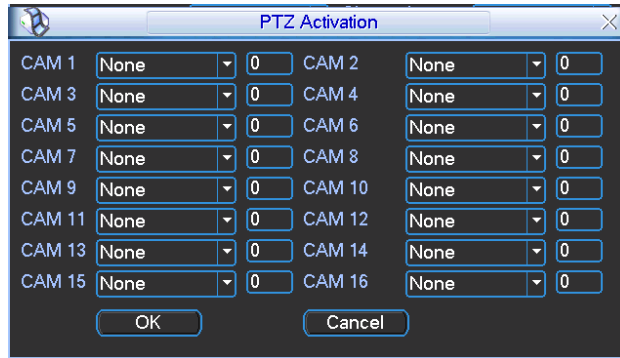 PTZ Activation
CAM 1 None 0 CAM 2 None 0
CAM 3 None 0 CAM 4 None 0
CAM 5 None 0 CAM 6 None 0
CAM 7 None 0 CAM 8 None 0
CAM 9 None 0 CAM 10 None 0
CAM 11 None 0 CAM 12 None 0
CAM 13 None 0 CAM 14 None 0
CAM 15 None 0 CAM 16 None 0
OK Cancel